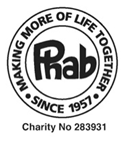 MAKING MORE OF LIFE TOGETHER
Phab
• SINCE 1957 •
Charity No 283931